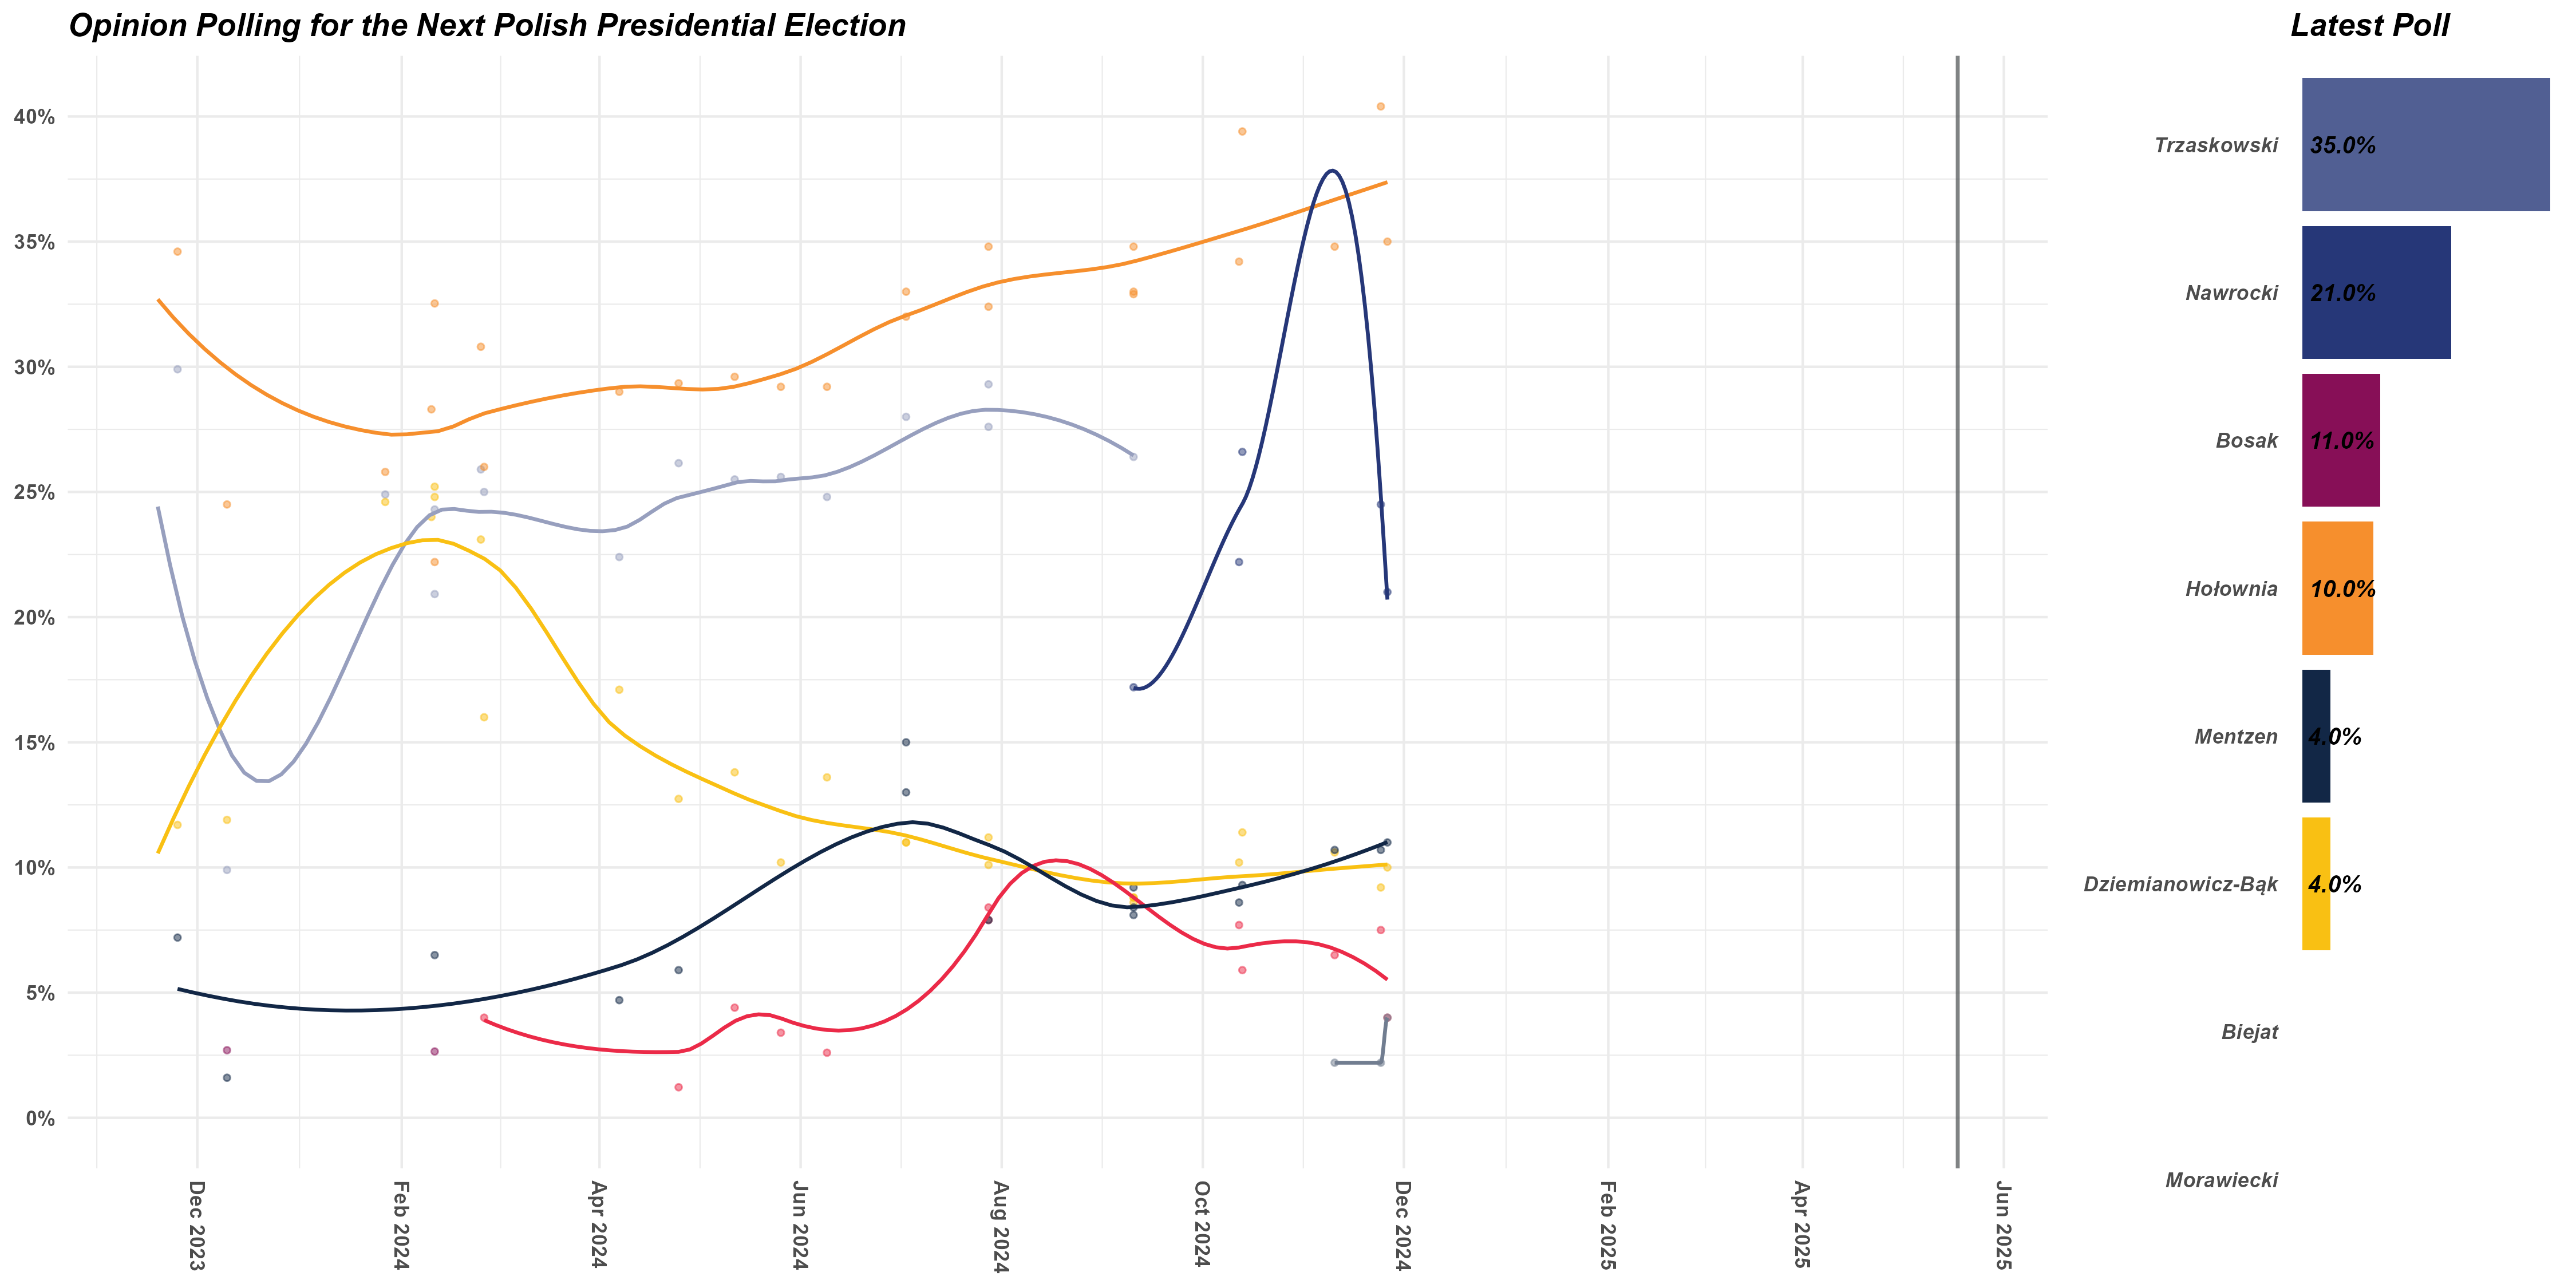 Opinion Polling for the Next Polish Presidential Election
40%
35%
30%
25%
20%
15%
10%
5%
0%
Dec 2023
Feb 2024
Apr 2024
Jun 2024
Aug 2024
Oct 2024
Dec 2024
Feb 2025
Apr 2025
Jun 2025
Latest Poll
Trzaskowski 35.0%
Nawrocki 21.0%
Bosak 11.0%
Hołownia 10.0%
Mentzen 4.0%
Dziemianowicz-Bąk 4.0%
Biejat
Morawiecki